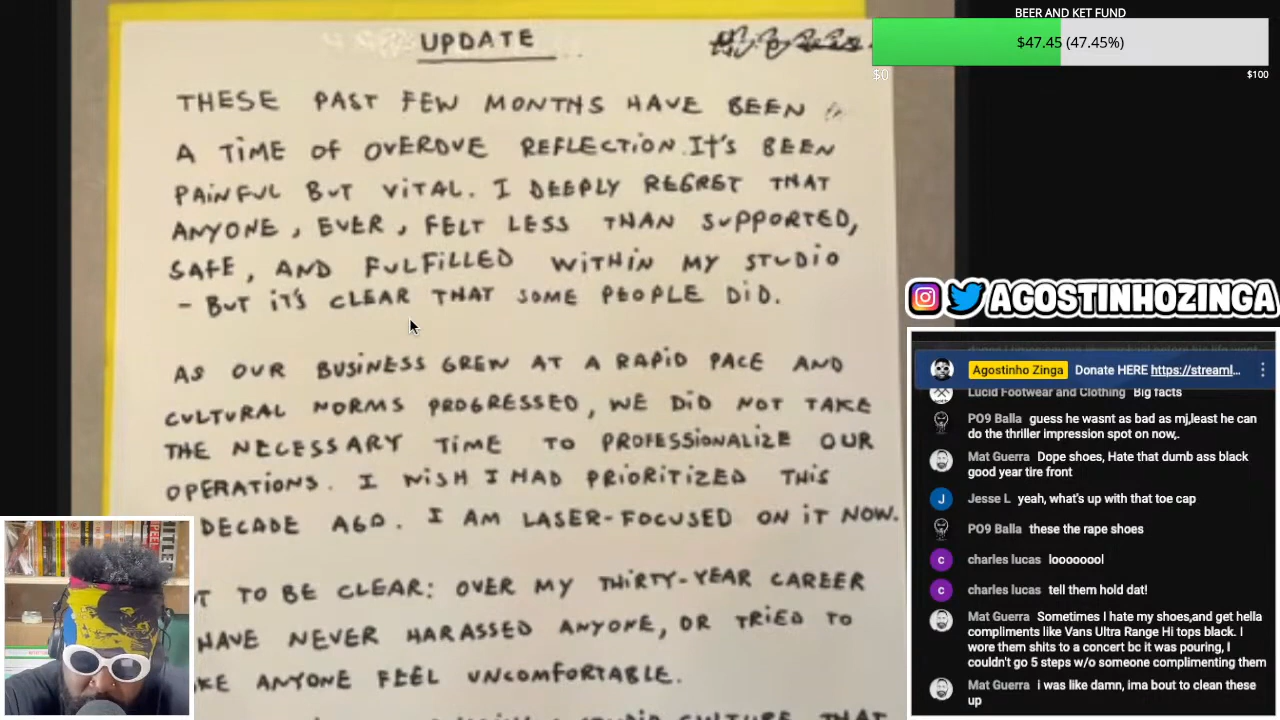 BEER AND KET FUND
$47.45 (47.45%)
$0
$100
UPDATE
THESE PAST FEW MONTHS HAVE BEEN
A TIME OF OVERDUE REFLECTION. IT'S BEEN
PAINFUL BUT VITAL. I DEEPLY REGRET THAT
ANYONE, EVER, FELT LESS THAN SUPPORTED,
SAFE, AND FULFILLED WITHIN MY STUDIO
- BUT IT'S CLEAR THAT SOME PEOPLE DID.
AS OUR BUSINESS GREW AT A RAPID PACE AND
CULTURAL NORMS PROGRESSED, WE DID NOT TAKE
THE NECESSARY TIME TO PROFESSIONALIZE OUR
OPERATIONS. I WISH I HAD PRIORITIZED THIS
DECADE AGO. I AM LASER-FOCUSED ON IT NOW.
TO BE CLEAR: OVER MY THIRTY-YEAR CAREER
HAVE NEVER HARASSED ANYONE, OR TRIED TO
ANYONE FEEL UNCOMFORTABLE.
STUDIO CULTURE THAT
AGOSTINHOZINGA
Agostinho Zinga Donate HERE https://streaml...
Lucid Footwear and Clothing Big facts
PO9 Balla guess he wasnt as bad as mj,least he can
do the thriller impression spot on now,.
Mat Guerra Dope shoes, Hate that dumb ass black
good year tire front
J Jesse L yeah, what's up with that toe cap
PO9 Balla these the rape shoes
c charles lucas loooooool
c charles lucas tell them hold dat!
Mat Guerra Sometimes I hate my shoes,and get hella
compliments like Vans Ultra Range Hi tops black. I
wore them shits to a concert bc it was pouring, I
couldn't go 5 steps w/o someone complimenting them
Mat Guerra i was like damn, ima bout to clean these
up